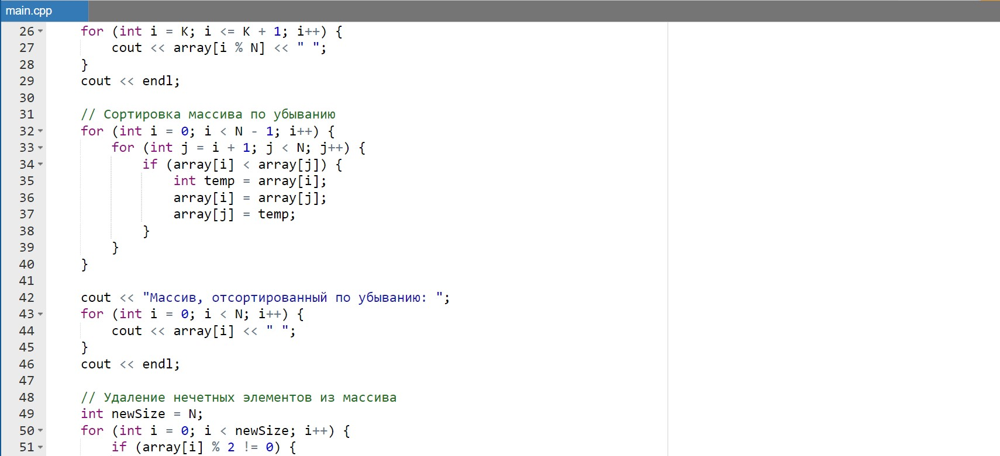 main.cpp
26 for (int i = K; i <= K + 1; i++) {
27 cout << array[i % N] << " ";
28 }
29 cout << endl;
30
31 // Сортировка массива по убыванию
32 for (int i = 0; i < N - 1; i++) {
33 for (int j = i + 1; j < N; j++) {
34 if (array[i] < array[j]) {
35 int temp = array[i];
36 array[i] = array[j];
37 array[j] = temp;
38 }
39 }
40 }
41
42 cout << "Массив, отсортированный по убыванию: ";
43 for (int i = 0; i < N; i++) {
44 cout << array[i] << " ";
45 }
46 cout << endl;
47
48 // Удаление нечетных элементов из массива
49 int newSize = N;
50 for (int i = 0; i < newSize; i++) {
51 if (array[i] % 2 != 0) {